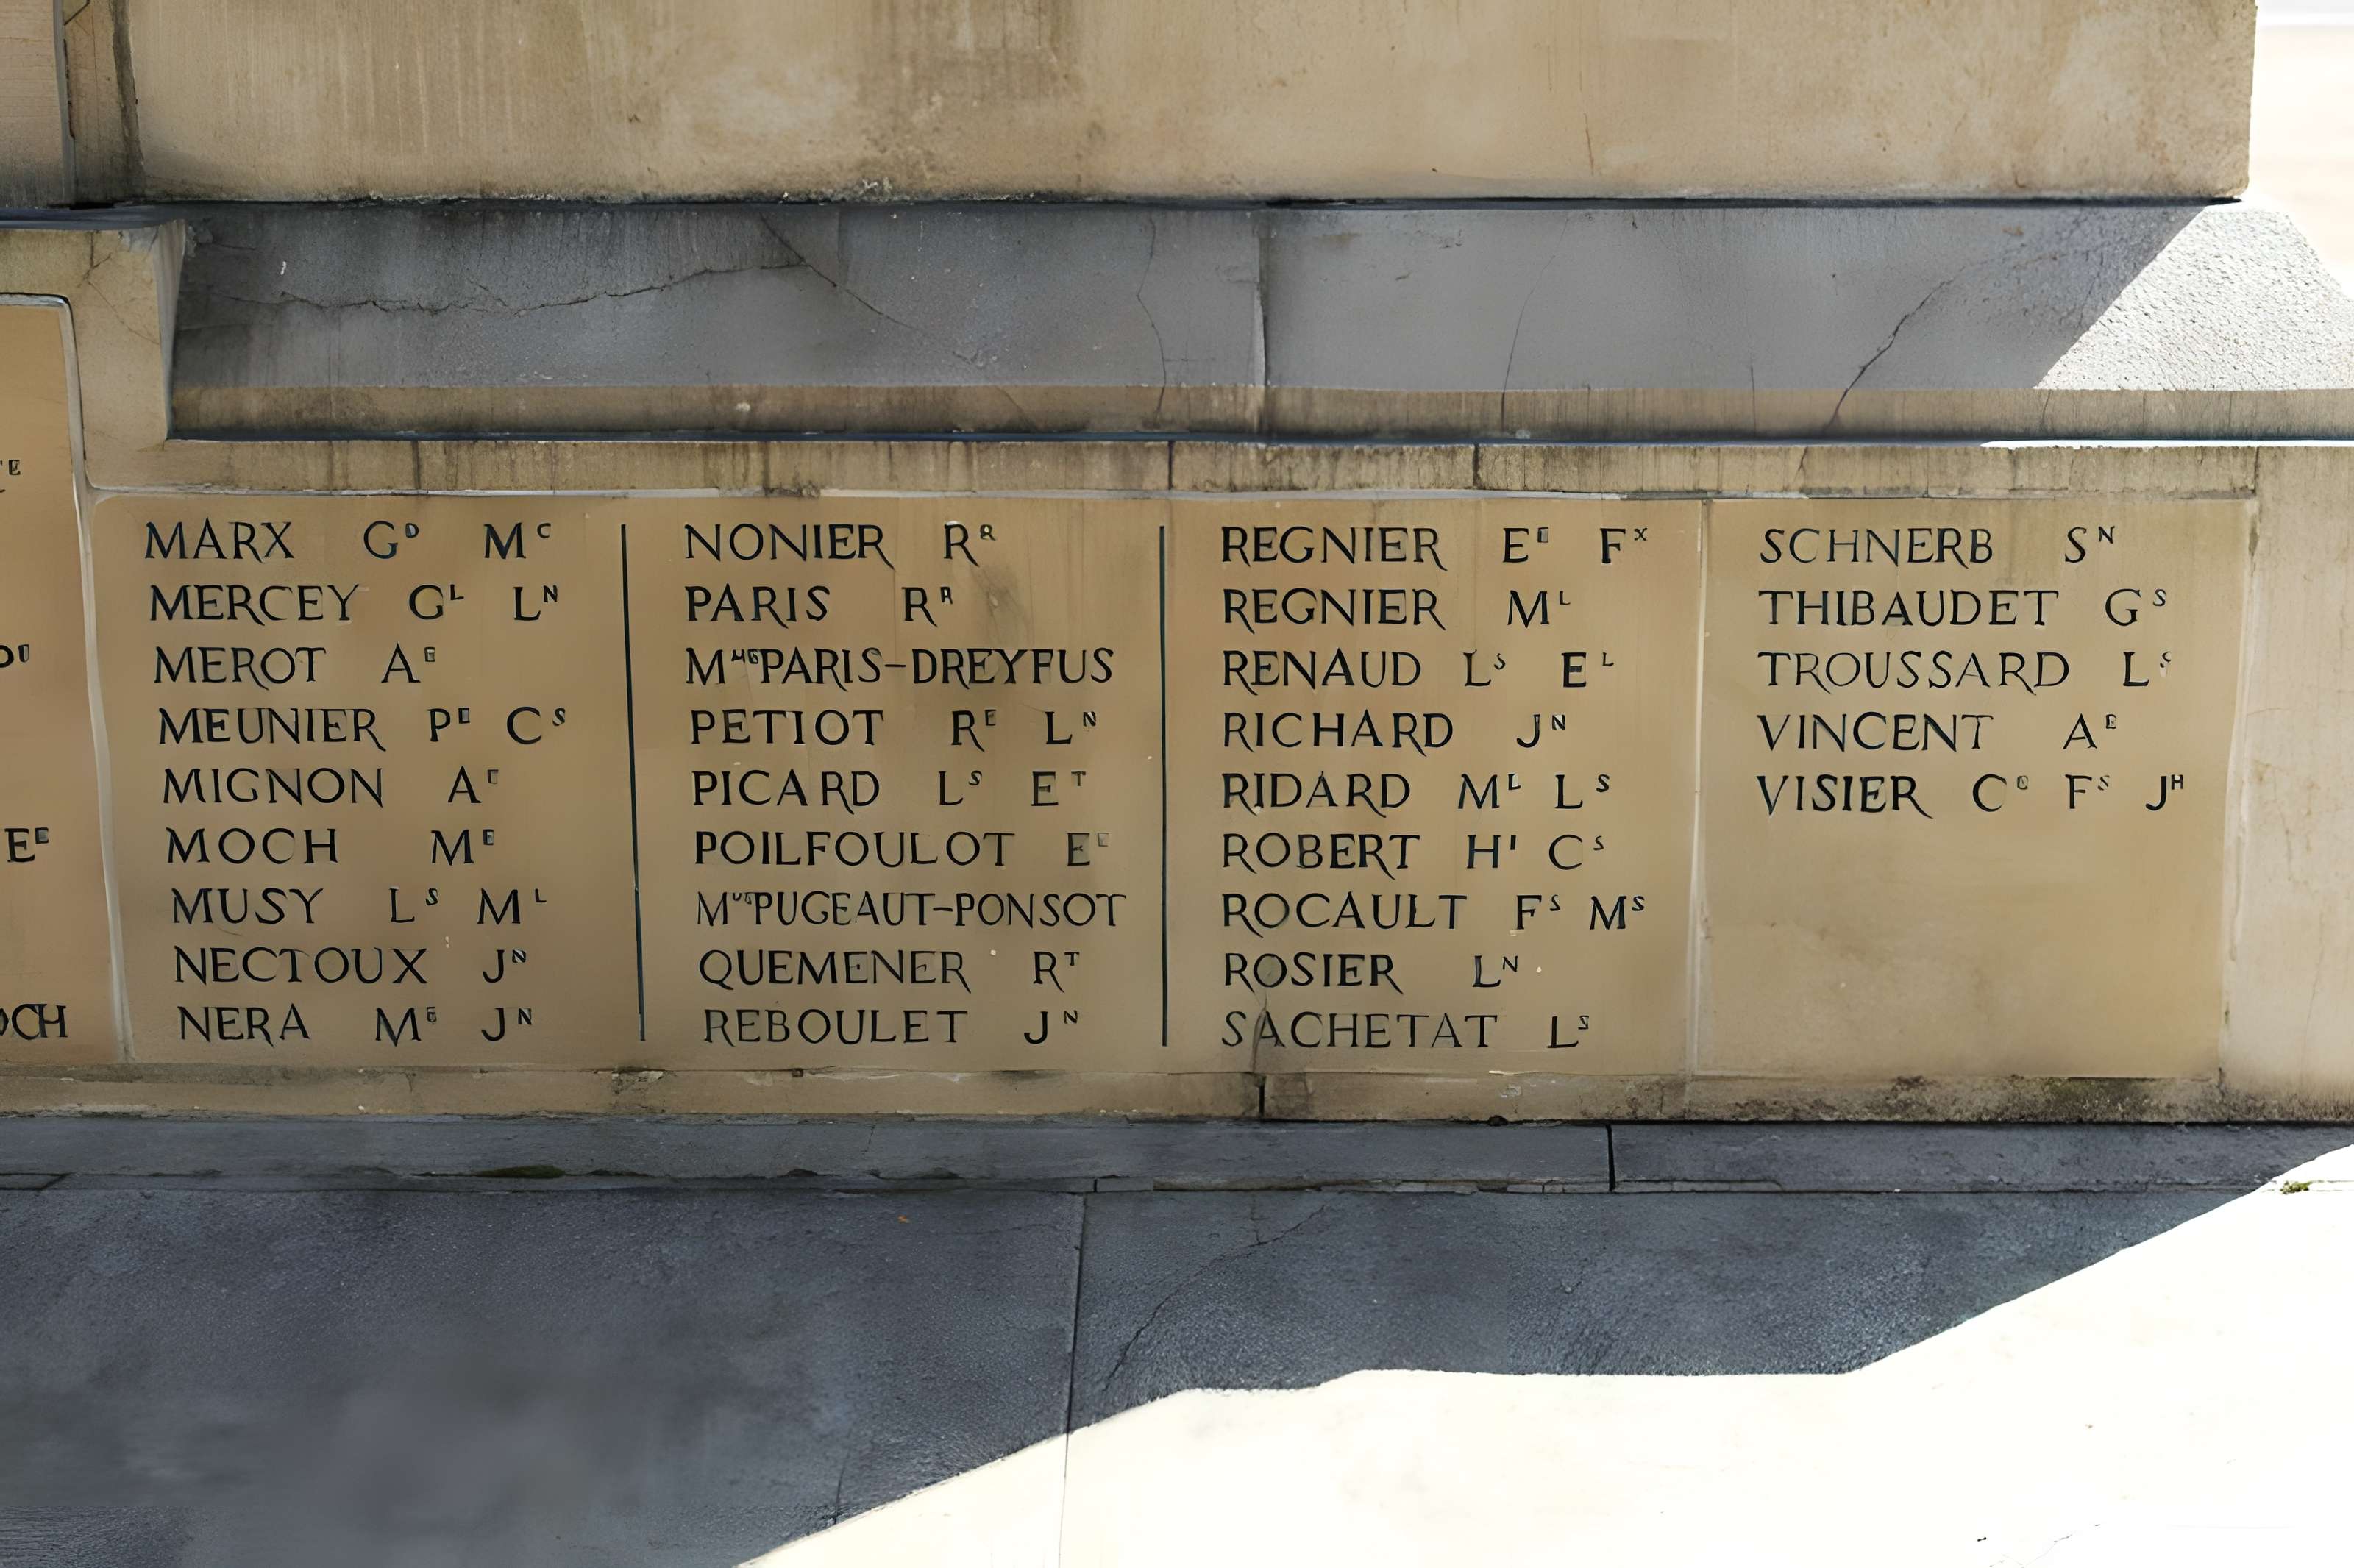 MARX Gᴰ Mᶜ
MERCEY Gᴸ Lᴺ
MEROT Aᴱ
MEUNIER Pᴱ Cˢ
MIGNON Aᴱ
MOCH Mᴱ
MUSY Lˢ Mᴸ
NECTOUX Jᴺ
NERA Mᴱ Jᴺ
NONIER Rᴿ
PARIS Rᴿ
Mᴹᴱ PARIS-DREYFUS
PETIOT Rᴱ Lᴺ
PICARD Lˢ Eᵀ
POILFOULOT Eᴱ
PUGEAUT-PONSOT
QUEMENER Rᵀ
REBOULET Jᴺ
REGNIER Eᴱ Fˣ
REGNIER Mᴸ
RENAUD Lˢ Eᴸ
RICHARD Jᴺ
RIDARD Mᴸ Lˢ
ROBERT Hᴵ Cˢ
ROCAULT Fˢ Mˢ
ROSIER Lᴺ
SACHETAT Lˢ
SCHNERB Sᴺ
THIBAUDET Gˢ
TROUSSARD Lˢ
VINCENT Aᴱ
VISIER Cᴱ Fˢ Jᴴ
Eᴱ